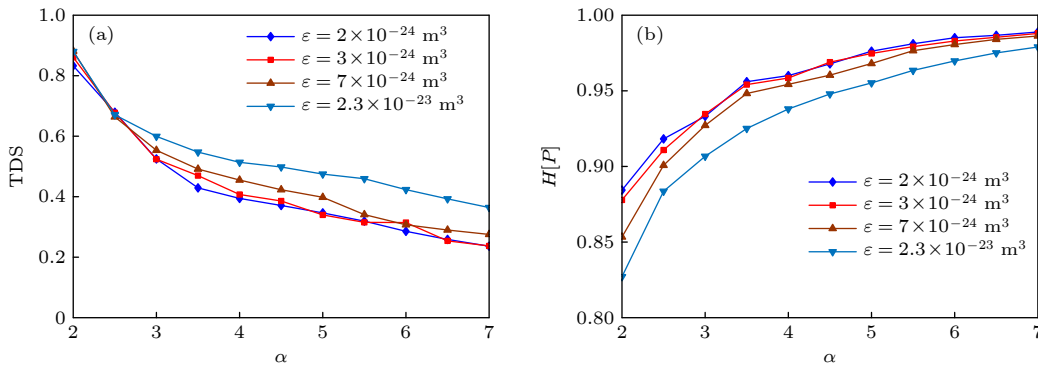 1.0
0.8
0.6
0.4
0.2
0
TDS
(a)
ε = 2×10⁻²⁴ m³
ε = 3×10⁻²⁴ m³
ε = 7×10⁻²⁴ m³
ε = 2.3×10⁻²³ m³
2 3 4 5 6 7
α
1.00
0.95
0.90
0.85
0.80
H[P]
(b)
ε = 2×10⁻²⁴ m³
ε = 3×10⁻²⁴ m³
ε = 7×10⁻²⁴ m³
ε = 2.3×10⁻²³ m³
2 3 4 5 6 7
α